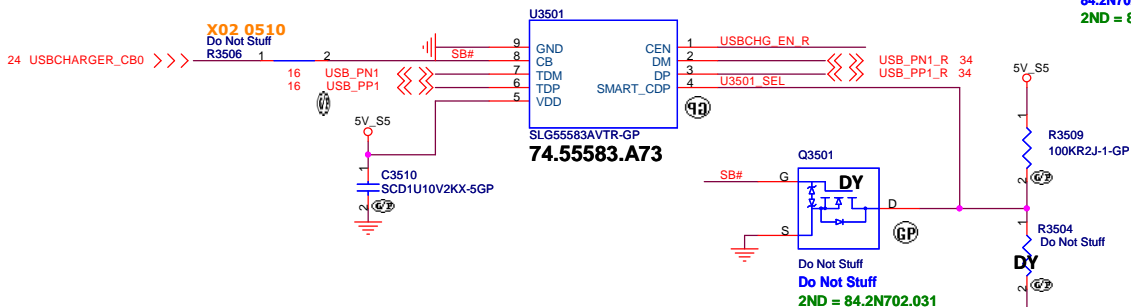 84.2N702
2ND = 8
X02 0510
Do Not Stuff
R3506
1
2
24 USBCHARGER_CB0
SB#
16 USB_PN1
16 USB_PP1
U3501
9 GND
8 CB
7 TDM
6 TDP
5 VDD
CEN 1 USBCHG_EN_R
DM 2 USB_PN1_R 34
DP 3 USB_PP1_R 34
SMART_CDP 4 U3501_SEL
SLG55583AVTR-GP
74.55583.A73
5V_S5
1
C3510
SCD1U10V2KX-5GP
2
G/P
GP
5V_S5
1
R3509
100KR2J-1-GP
2
G/P
Q3501
SB#
G
DY
D
S
GP
Do Not Stuff
Do Not Stuff
2ND = 84.2N702.031
1
R3504
Do Not Stuff
DY
2
G/P